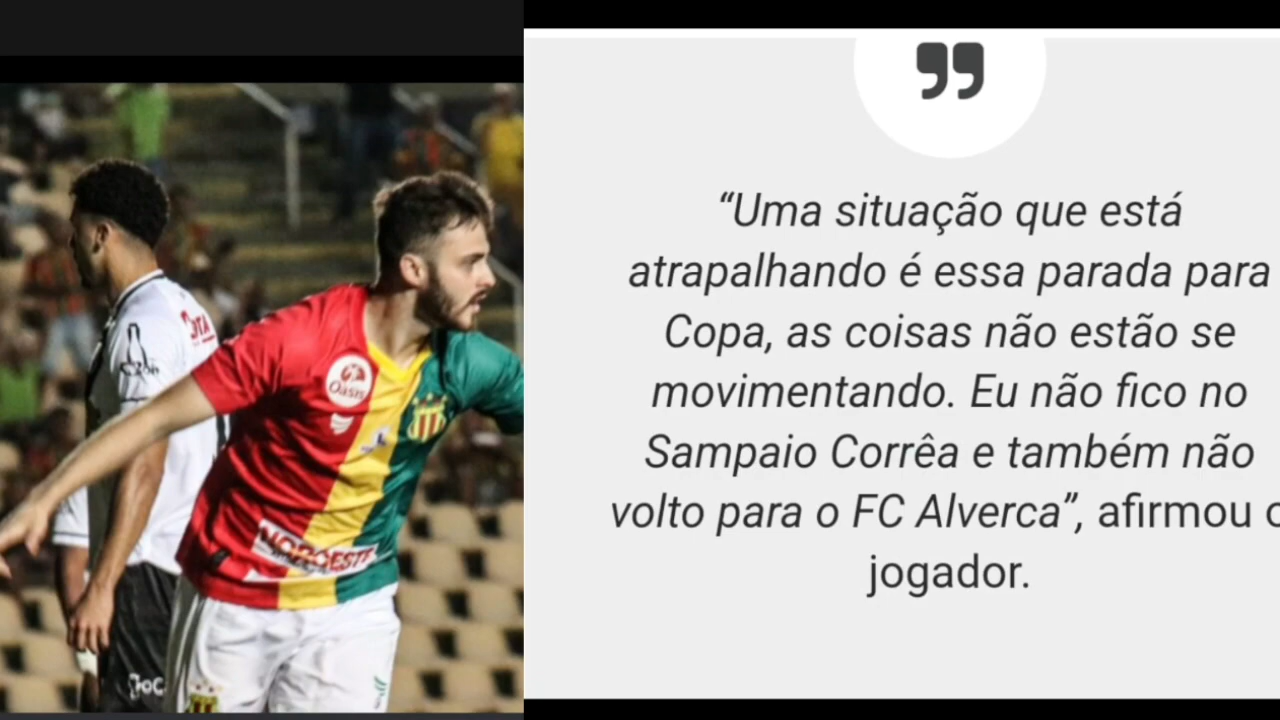 OTA
Oasis
NOROESTE
”
“Uma situação que está
atrapalhando é essa parada para
Copa, as coisas não estão se
movimentando. Eu não fico no
Sampaio Corrêa e também não
volto para o FC Alverca”, afirmou o
jogador.